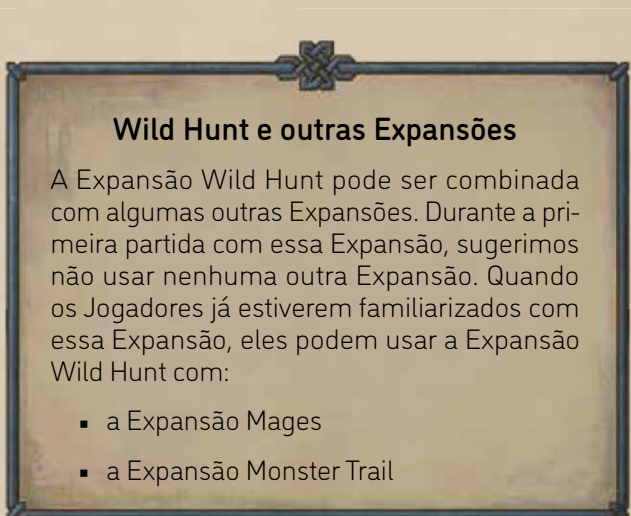 Wild Hunt e outras Expansões
A Expansão Wild Hunt pode ser combinada
com algumas outras Expansões. Durante a pri-
meira partida com essa Expansão, sugerimos
não usar nenhuma outra Expansão. Quando
os Jogadores já estiverem familiarizados com
essa Expansão, eles podem usar a Expansão
Wild Hunt com:
▪ a Expansão Mages
▪ a Expansão Monster Trail